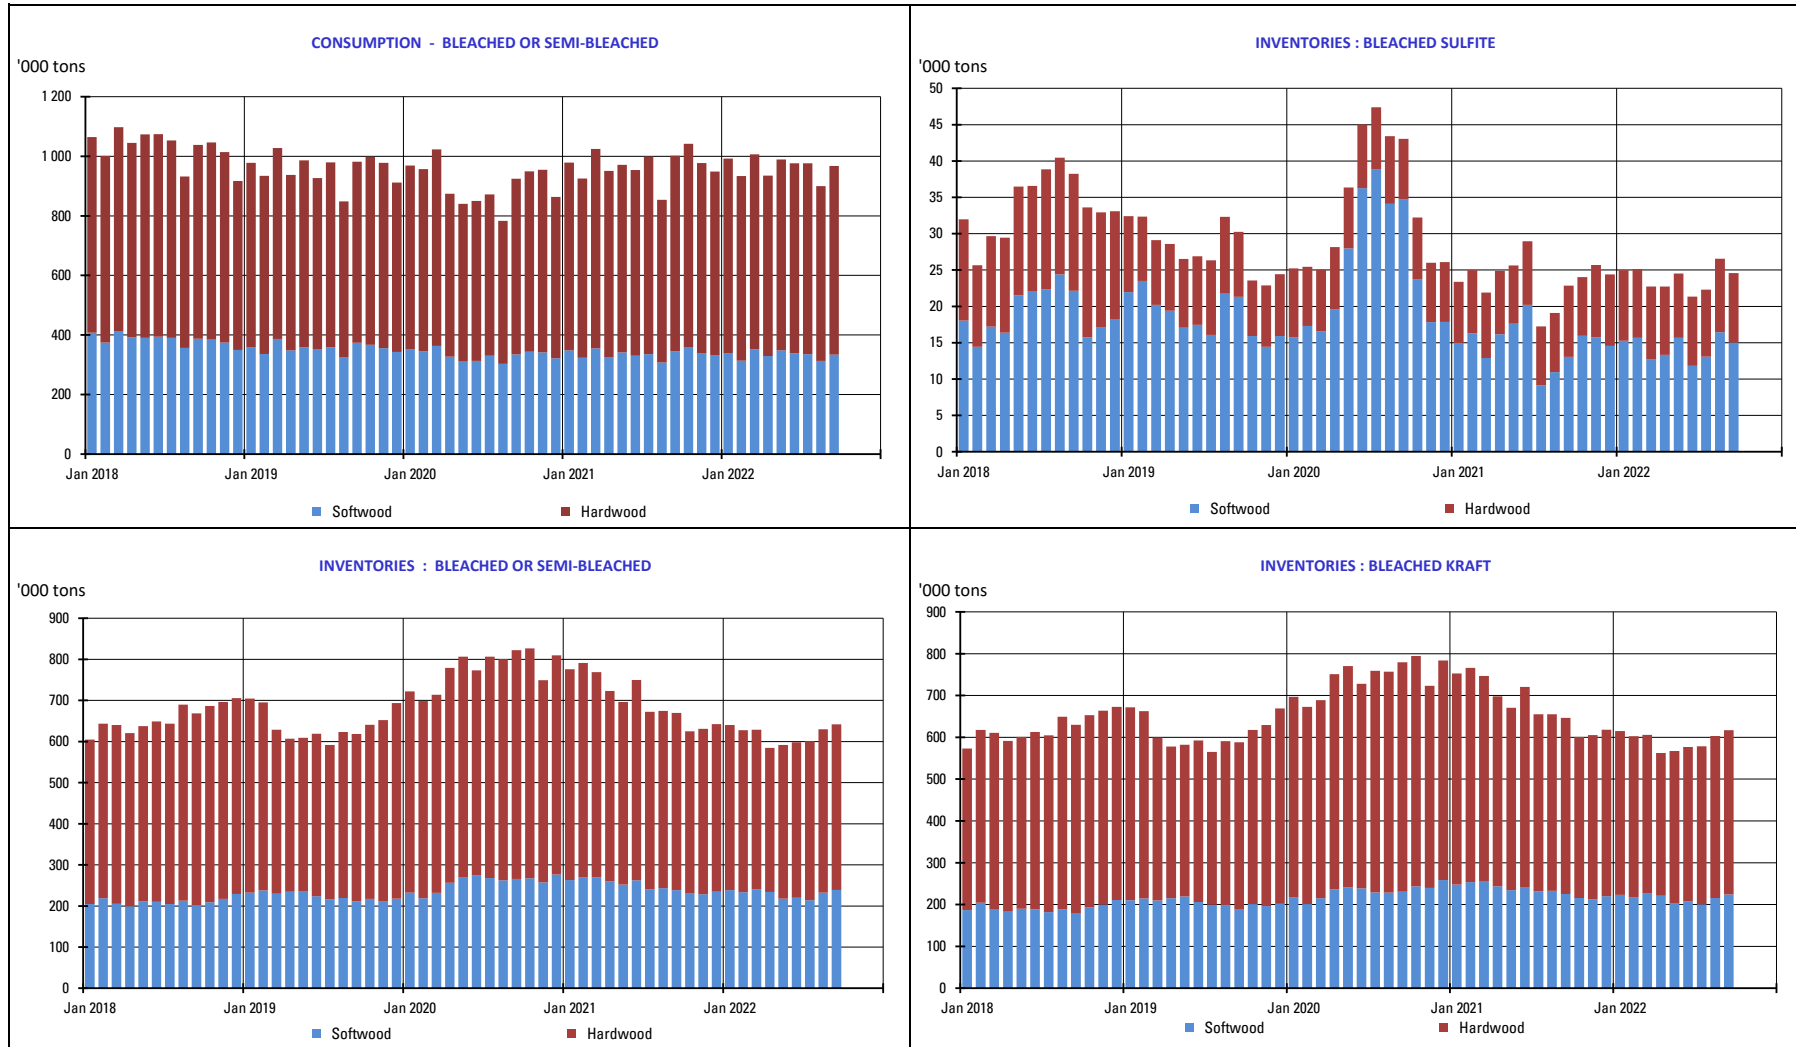 CONSUMPTION - BLEACHED OR SEMI-BLEACHED
'000 tons
1 200
1 000
800
600
400
200
0
Jan 2018 Jan 2019 Jan 2020 Jan 2021 Jan 2022
Softwood Hardwood
INVENTORIES : BLEACHED SULFITE
'000 tons
50
45
40
35
30
25
20
15
10
5
0
Jan 2018 Jan 2019 Jan 2020 Jan 2021 Jan 2022
Softwood Hardwood
INVENTORIES : BLEACHED OR SEMI-BLEACHED
'000 tons
900
800
700
600
500
400
300
200
100
0
Jan 2018 Jan 2019 Jan 2020 Jan 2021 Jan 2022
Softwood Hardwood
INVENTORIES : BLEACHED KRAFT
'000 tons
900
800
700
600
500
400
300
200
100
0
Jan 2018 Jan 2019 Jan 2020 Jan 2021 Jan 2022
Softwood Hardwood